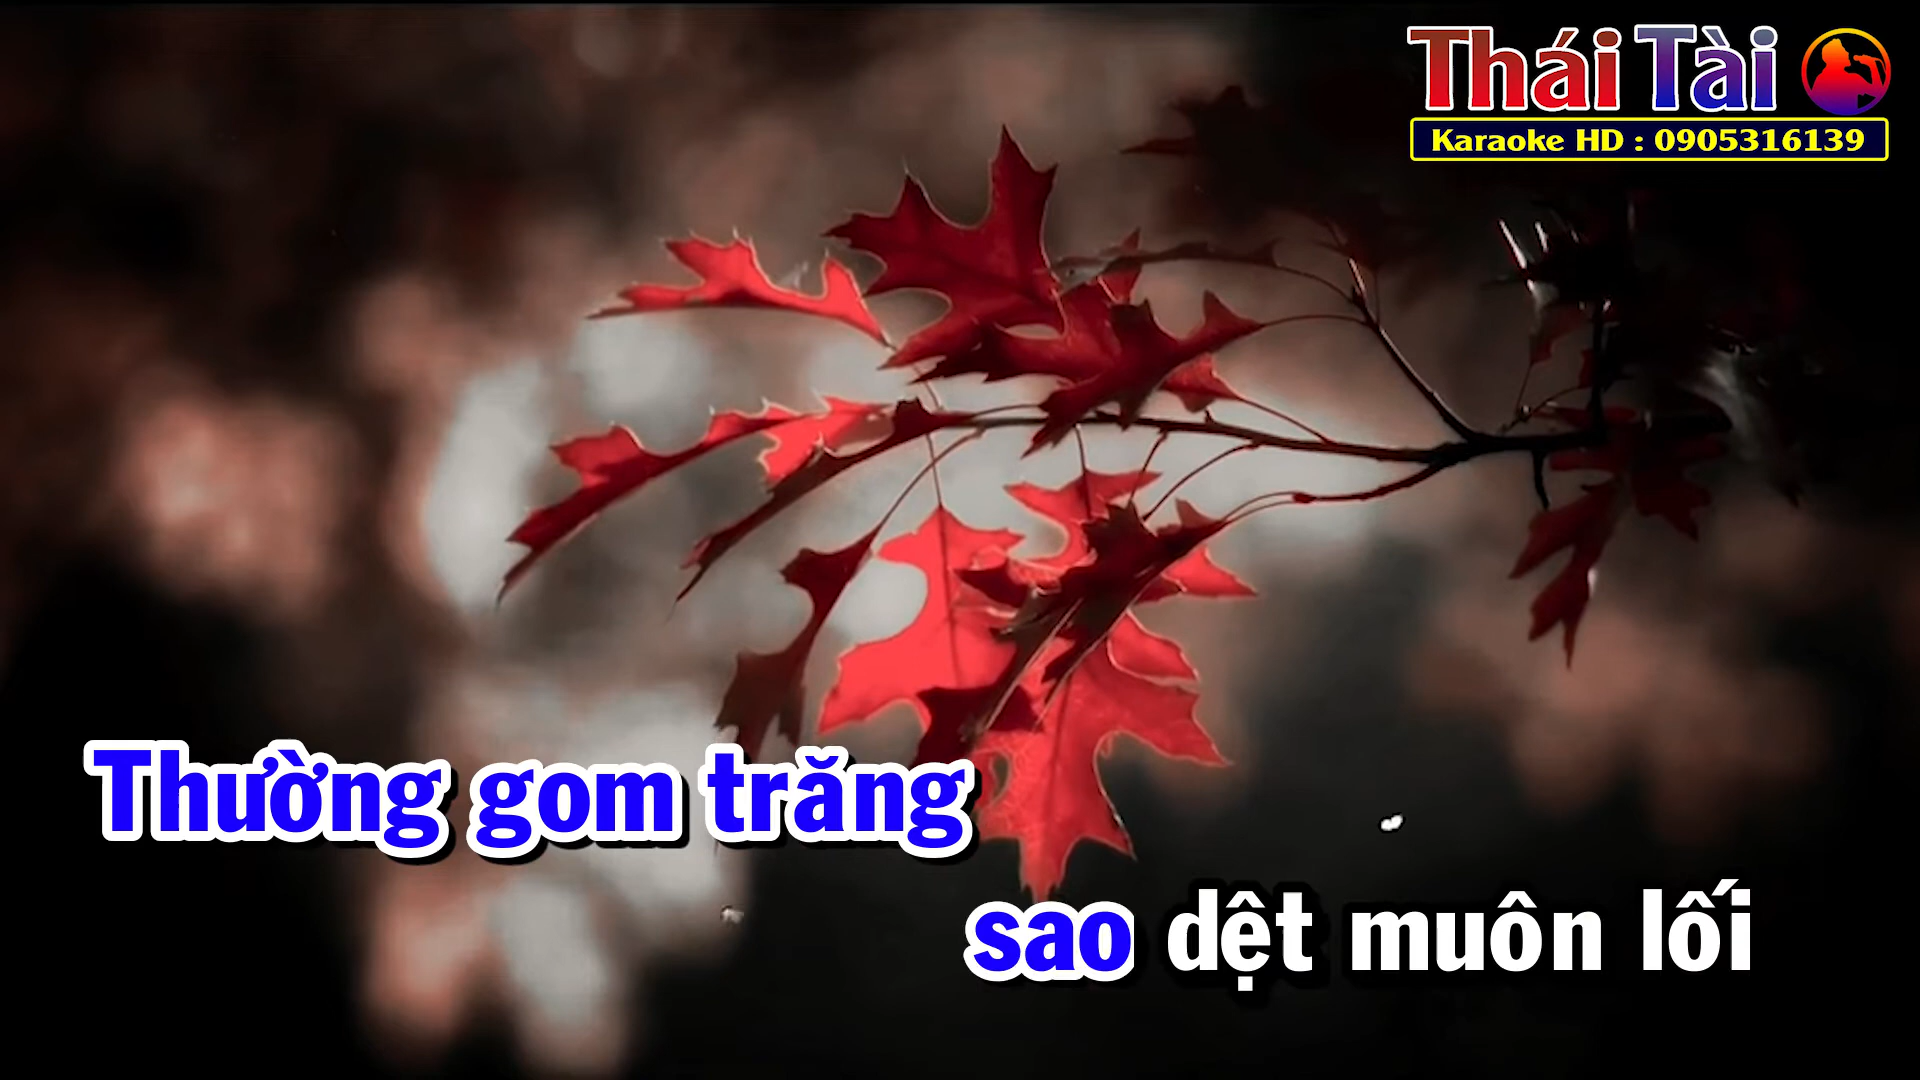 Thái Tài
Karaoke HD : 0905316139
Thường gom trăng
sao dệt muôn lối